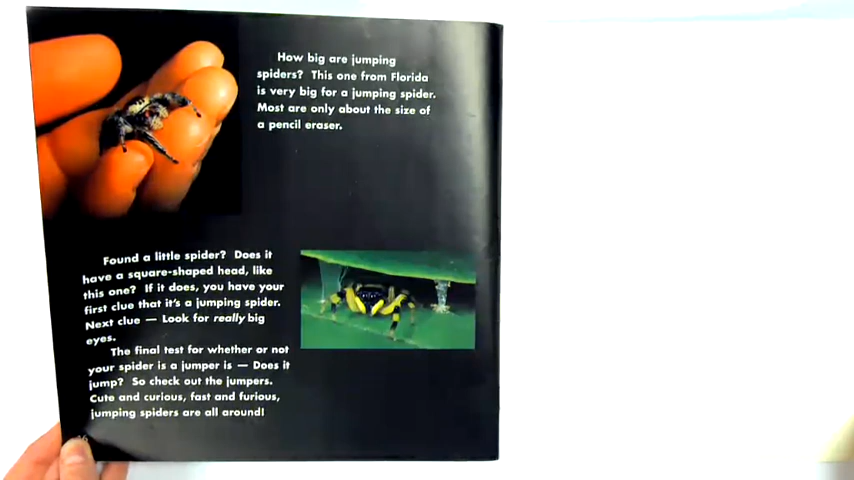 How big are jumping
spiders? This one from Florida
is very big for a jumping spider.
Most are only about the size of
a pencil eraser.
Found a little spider? Does it
have a square-shaped head, like
this one? If it does, you have your
first clue that it's a jumping spider.
Next clue — Look for really big
eyes.
The final test for whether or not
your spider is a jumper is — Does it
jump? So check out the jumpers.
Cute and curious, fast and furious,
jumping spiders are all around!